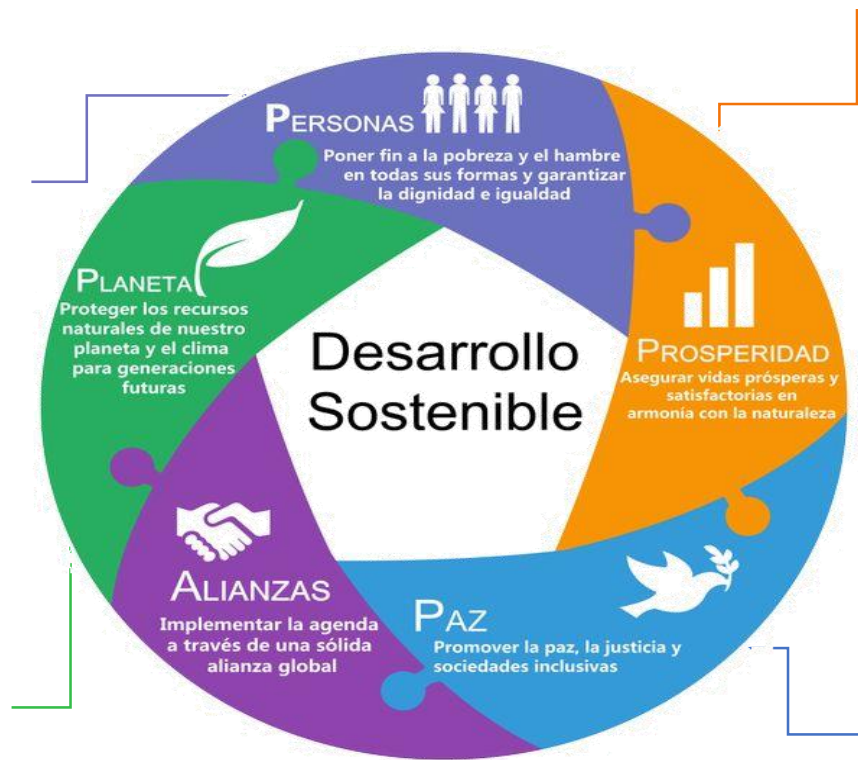 PERSONAS
Poner fin a la pobreza y el hambre
en todas sus formas y garantizar
la dignidad e igualdad
PROSPERIDAD
Asegurar vidas prósperas y
satisfactorias en
armonía con la naturaleza
PAZ
Promover la paz, la justicia y
sociedades inclusivas
ALIANZAS
Implementar la agenda
a través de una sólida
alianza global
PLANETA
Proteger los recursos
naturales de nuestro
planeta y el clima
para generaciones
futuras
Desarrollo
Sostenible